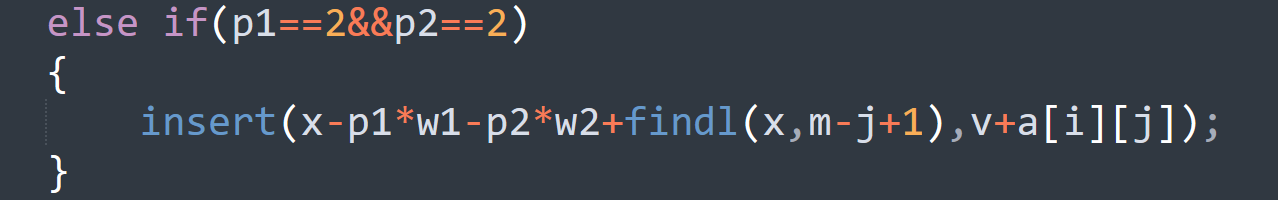 else if(p1==2&&p2==2)
{
    insert(x-p1*w1-p2*w2+findl(x,m-j+1),v+a[i][j]);
}